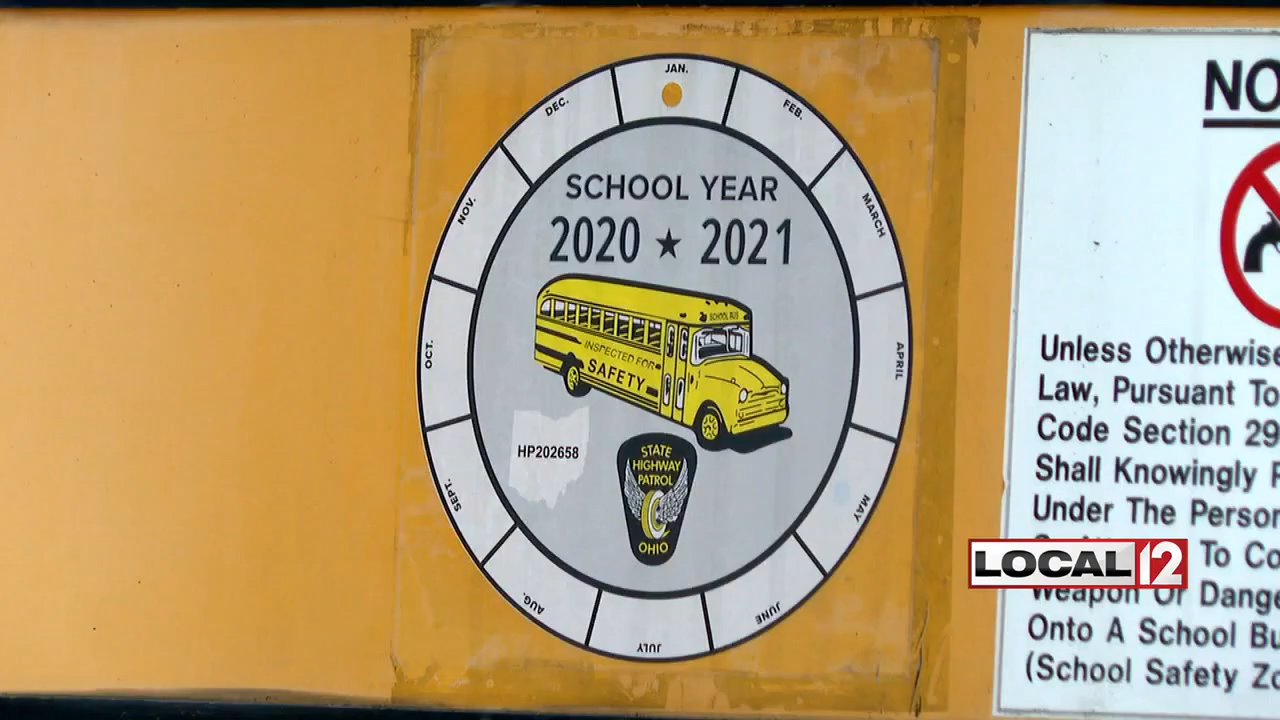 JAN.
FEB.
MARCH
APRIL
MAY
JUNE
JULY
AUG.
SEPT.
OCT.
NOV.
DEC.
SCHOOL YEAR
2020 ★ 2021
SCHOOL BUS
INSPECTED FOR
SAFETY
HP202658
STATE
HIGHWAY
PATROL
OHIO
NO
Unless Otherwise
Law, Pursuant To
Code Section 29
Shall Knowingly
Under The Person
To Co
Weapon Or Dange
Onto A School Bu
(School Safety Zo
LOCAL 12